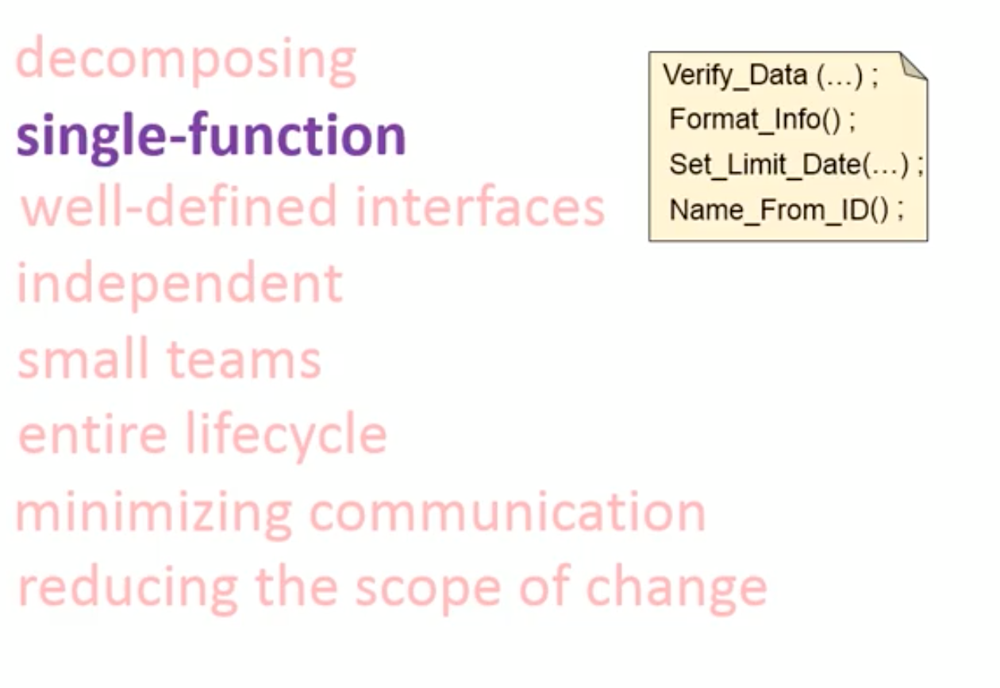 decomposing
single-function
well-defined interfaces
independent
small teams
entire lifecycle
minimizing communication
reducing the scope of change
Verify_Data (...) ;
Format_Info() ;
Set_Limit_Date(...) ;
Name_From_ID() ;